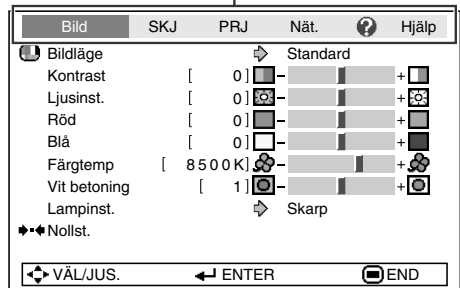 Bild SKJ PRJ Nät. ? Hjälp
Bildläge Standard
Kontrast [ 0] - +
Ljusinst. [ 0] - +
Röd [ 0] - +
Blå [ 0] - +
Färgtemp [ 8500K] - +
Vit betoning [ 1] - +
Lampinst. Skarp
Nollst.
VÄL/JUS. ENTER END